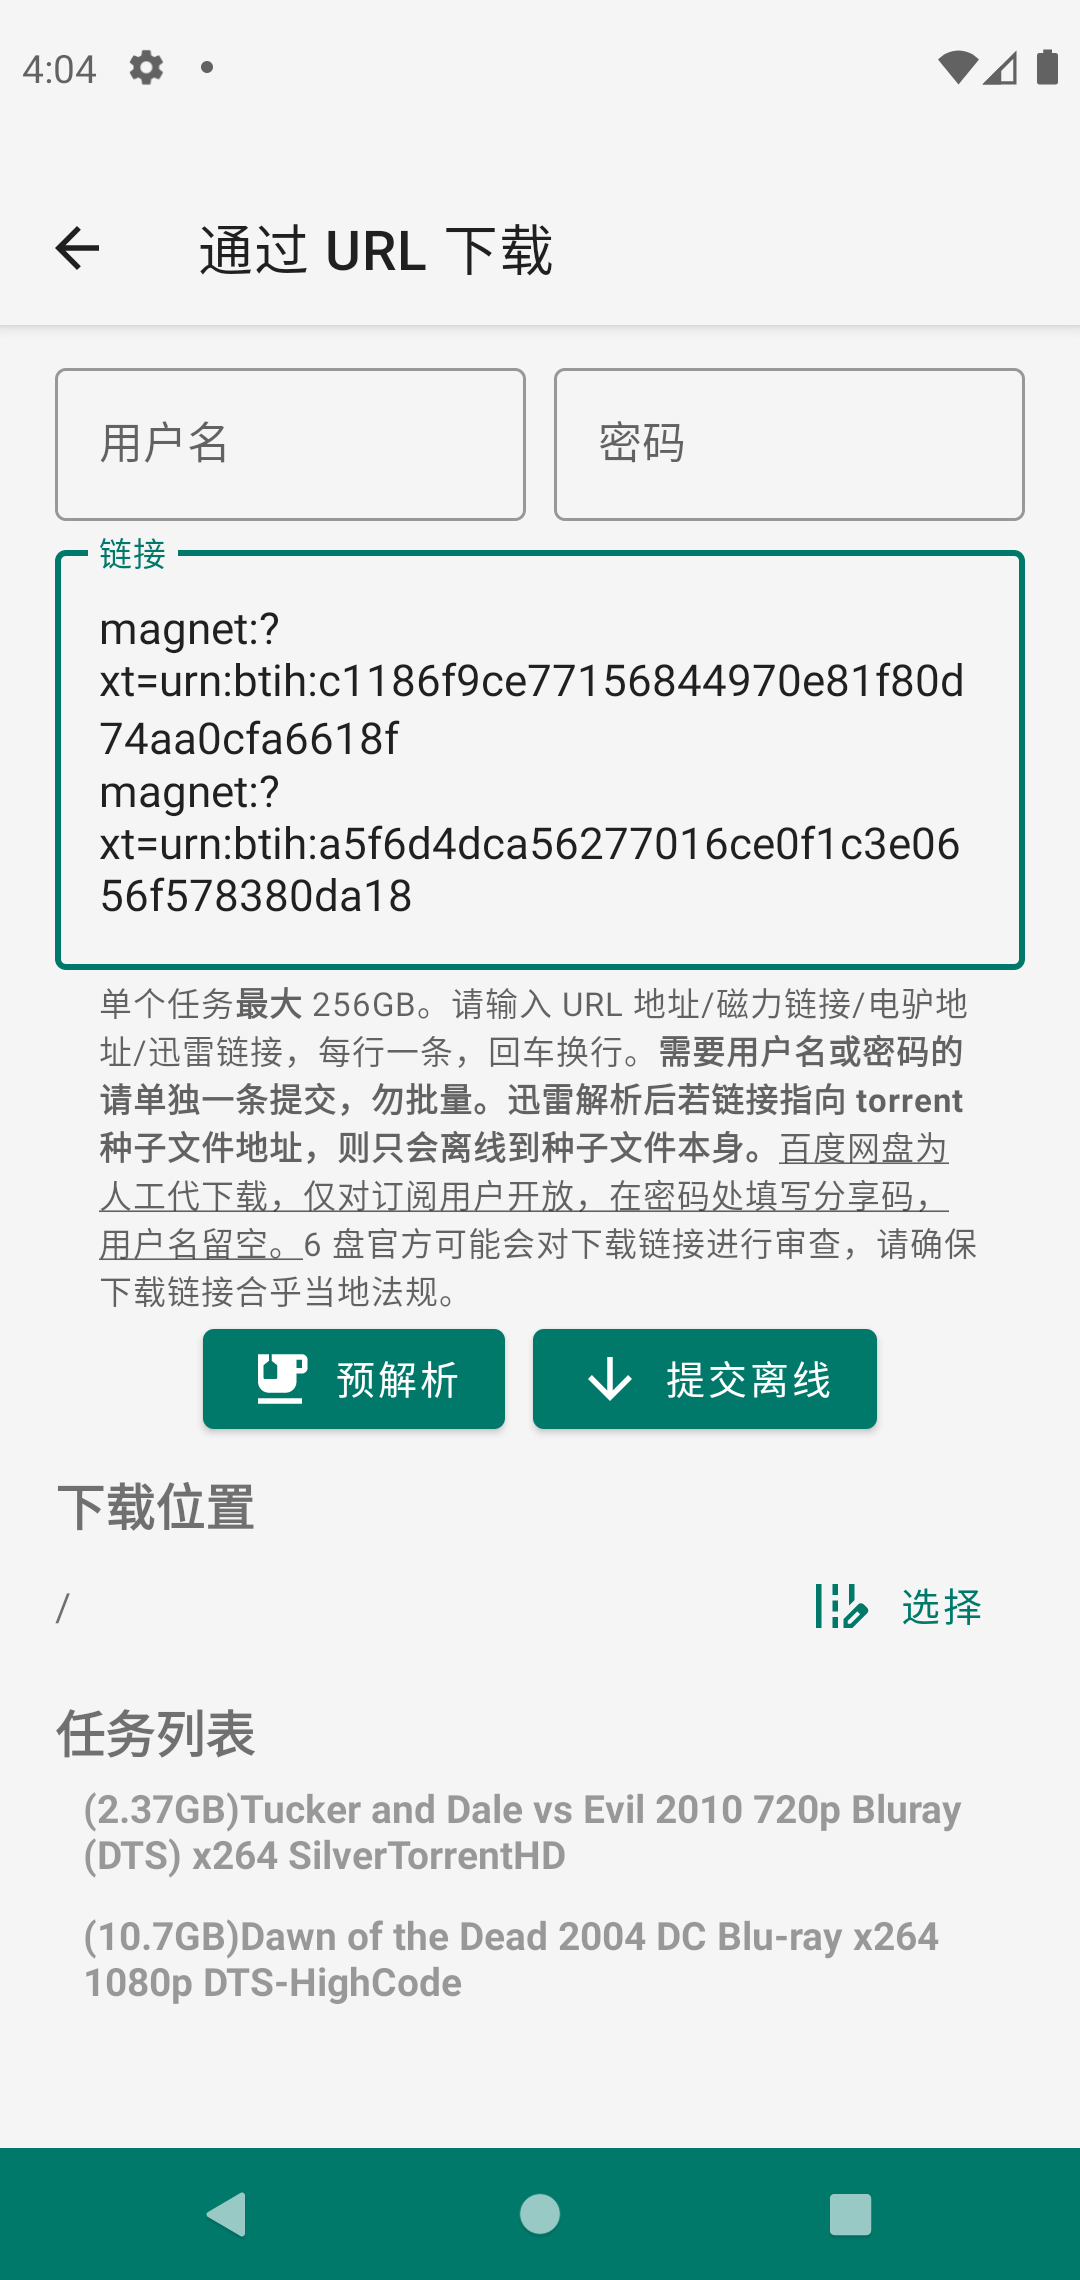 4:04
通过 URL 下载
用户名
密码
链接
magnet:?
xt=urn:btih:c1186f9ce77156844970e81f80d
74aa0cfa6618f
magnet:?
xt=urn:btih:a5f6d4dca56277016ce0f1c3e06
56f578380da18
单个任务最大 256GB。请输入 URL 地址/磁力链接/电驴地
址/迅雷链接，每行一条，回车换行。需要用户名或密码的
请单独一条提交，勿批量。迅雷解析后若链接指向 torrent
种子文件地址，则只会离线到种子文件本身。百度网盘为
人工代下载，仅对订阅用户开放，在密码处填写分享码，
用户名留空。6 盘官方可能会对下载链接进行审查，请确保
下载链接合乎当地法规。
预解析
提交离线
下载位置
/
选择
任务列表
(2.37GB)Tucker and Dale vs Evil 2010 720p Bluray
(DTS) x264 SilverTorrentHD
(10.7GB)Dawn of the Dead 2004 DC Blu-ray x264
1080p DTS-HighCode